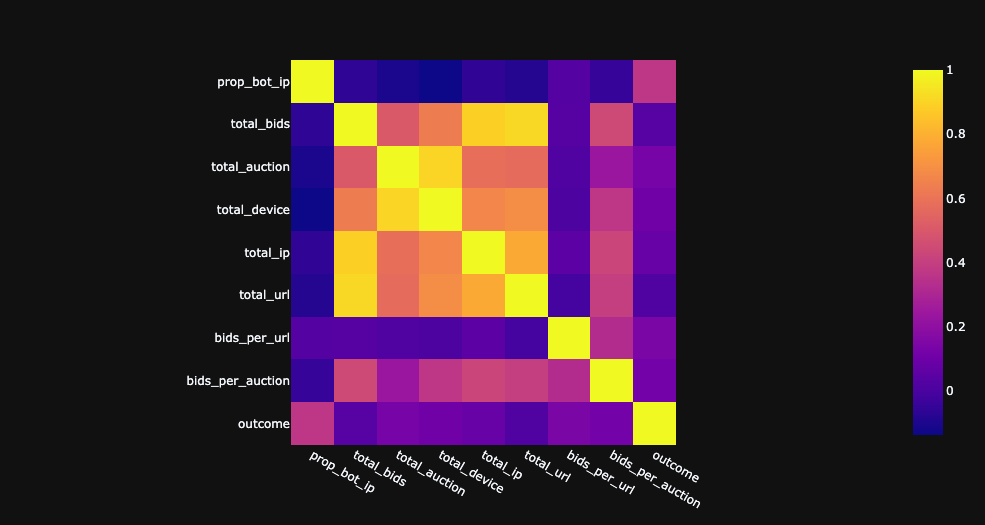 prop_bot_ip
total_bids
total_auction
total_device
total_ip
total_url
bids_per_url
bids_per_auction
outcome
prop_bot_ip
total_bids
total_auction
total_device
total_ip
total_url
bids_per_url
bids_per_auction
outcome
1
0.8
0.6
0.4
0.2
0